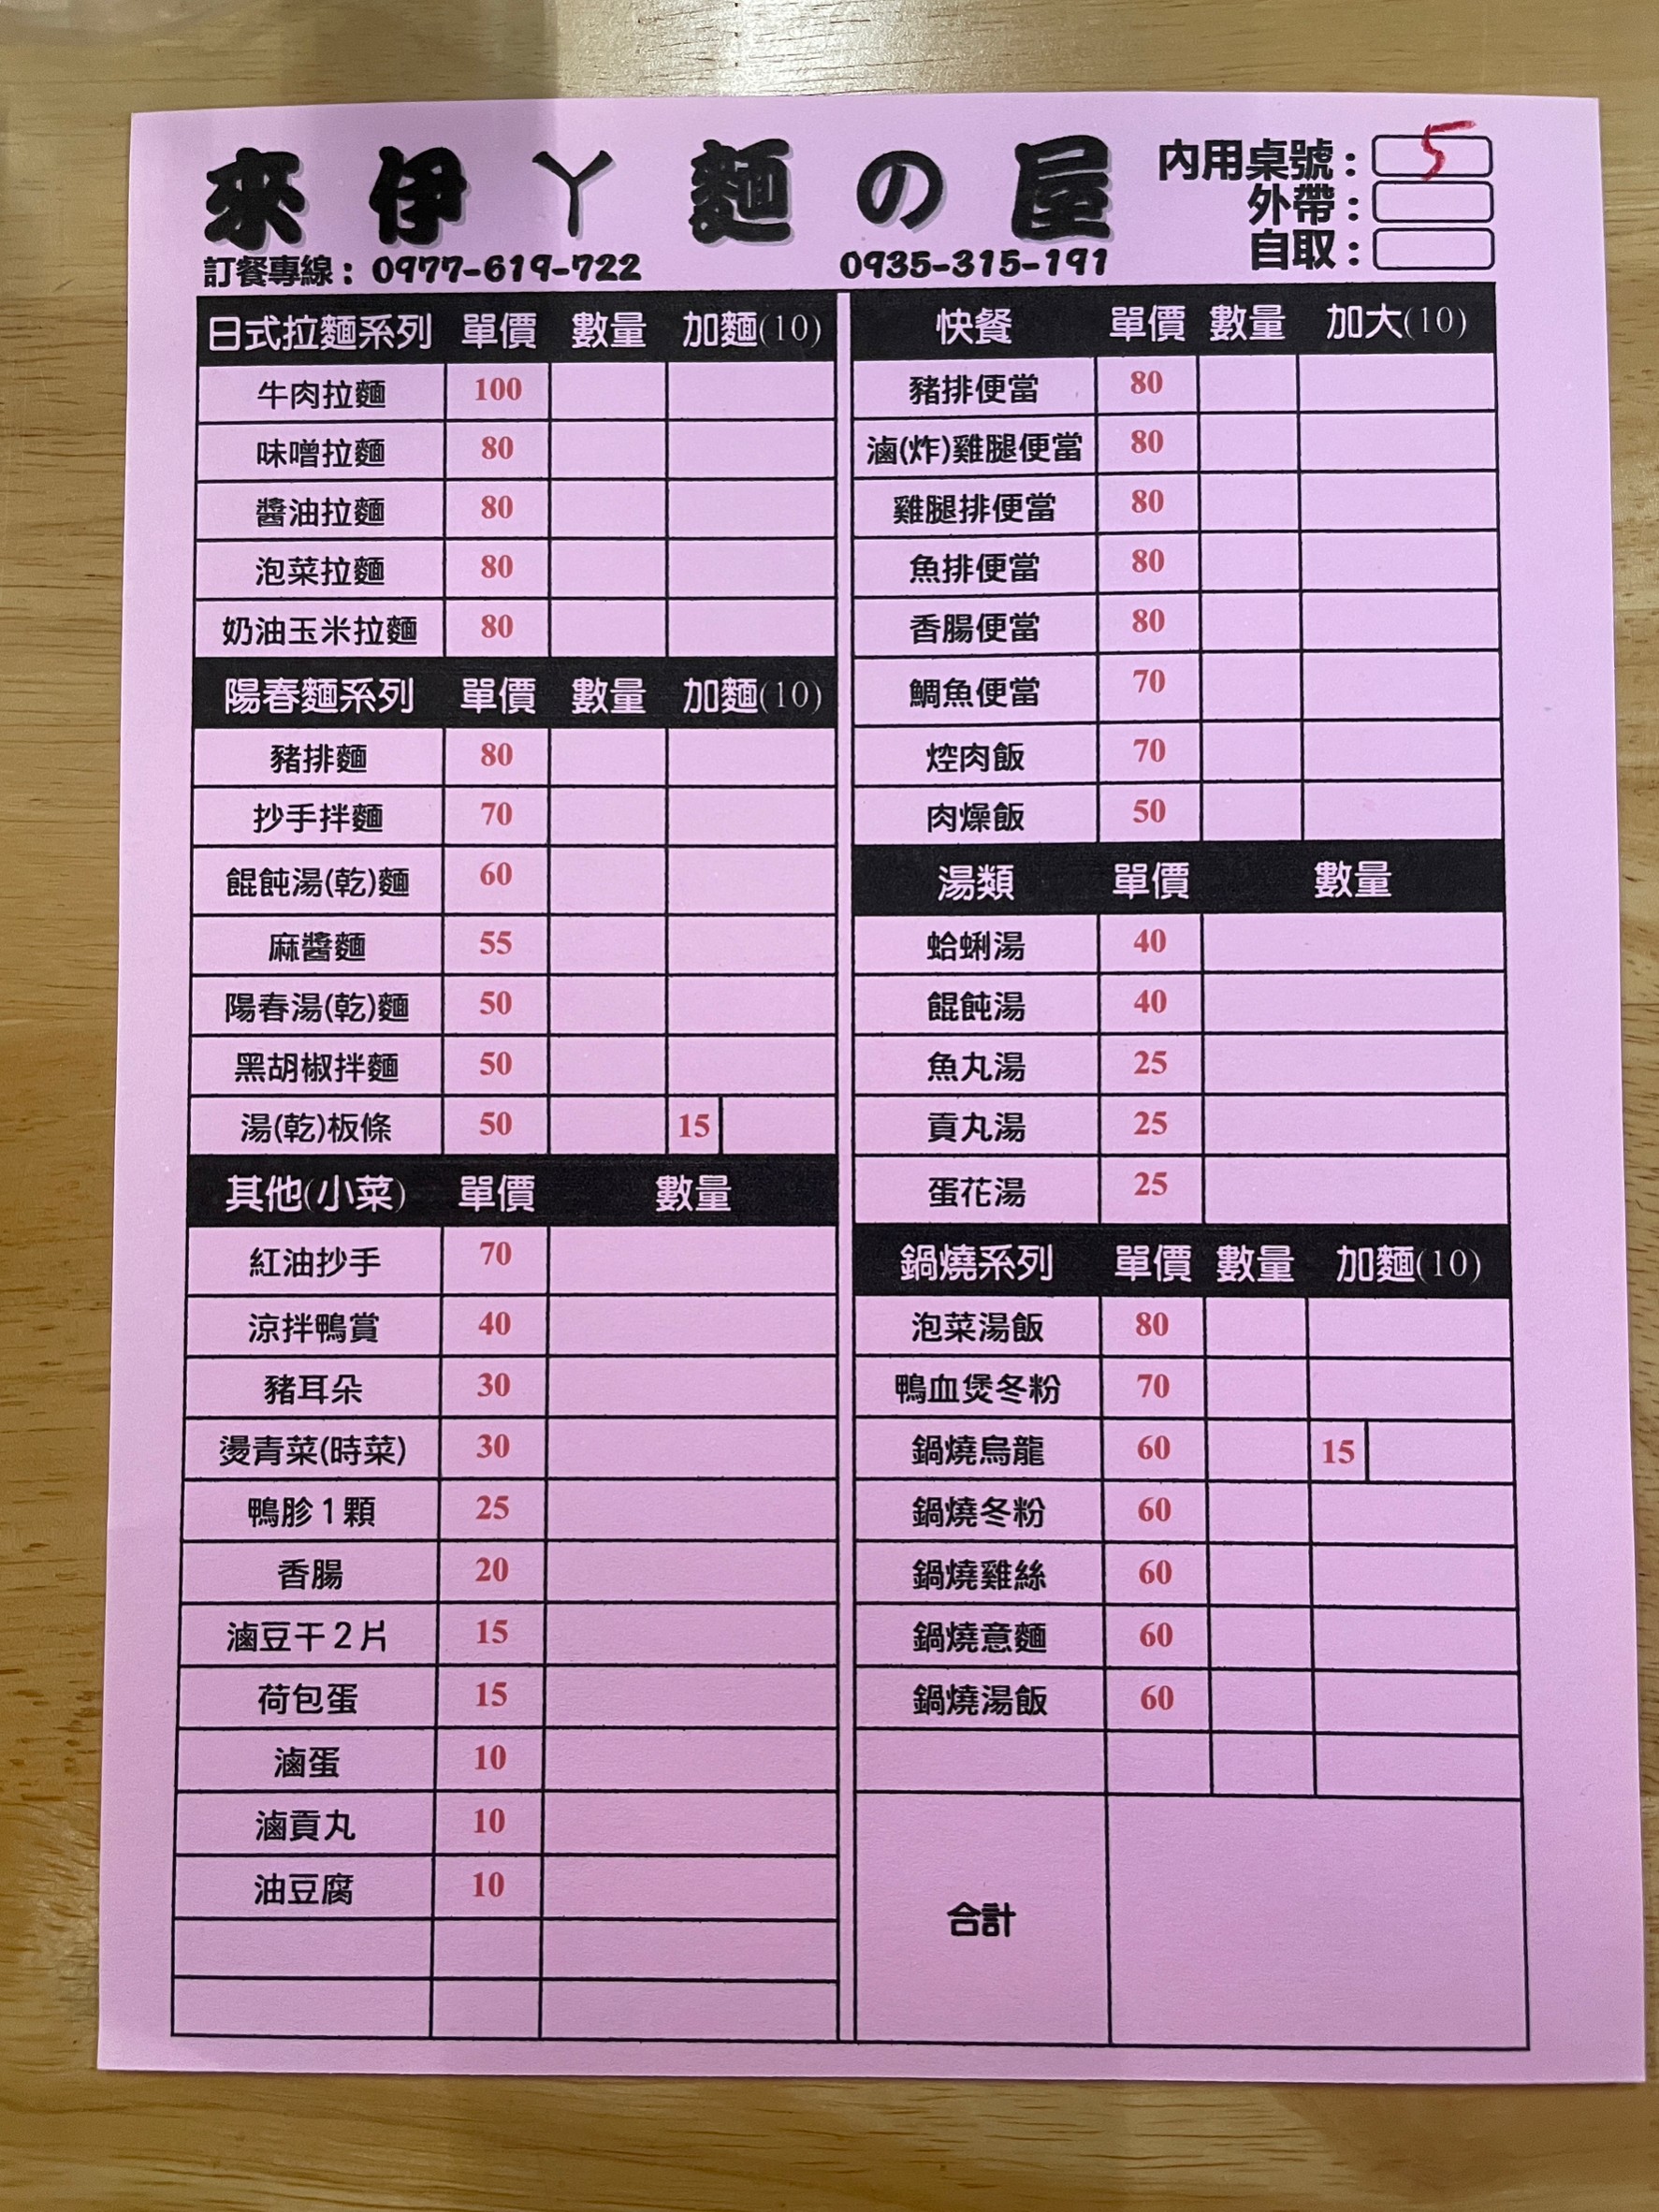 來伊ㄚ麵の屋
訂餐專線：0977-619-722 0935-315-191
內用桌號：5
外帶：
自取：
日式拉麵系列 單價 數量 加麵(10)
牛肉拉麵 100
味噌拉麵 80
醬油拉麵 80
泡菜拉麵 80
奶油玉米拉麵 80
陽春麵系列 單價 數量 加麵(10)
豬排麵 80
抄手拌麵 70
餛飩湯(乾)麵 60
麻醬麵 55
陽春湯(乾)麵 50
黑胡椒拌麵 50
湯(乾)板條 50 15
其他(小菜) 單價 數量
紅油抄手 70
涼拌鴨賞 40
豬耳朵 30
燙青菜(時菜) 30
鴨胗1顆 25
香腸 20
滷豆干2片 15
荷包蛋 15
滷蛋 10
滷貢丸 10
油豆腐 10
快餐 單價 數量 加大(10)
豬排便當 80
滷(炸)雞腿便當 80
雞腿排便當 80
魚排便當 80
香腸便當 80
鯛魚便當 70
焢肉飯 70
肉燥飯 50
湯類 單價 數量
蛤蜊湯 40
餛飩湯 40
魚丸湯 25
貢丸湯 25
蛋花湯 25
鍋燒系列 單價 數量 加麵(10)
泡菜湯飯 80
鴨血煲冬粉 70
鍋燒烏龍 60 15
鍋燒冬粉 60
鍋燒雞絲 60
鍋燒意麵 60
鍋燒湯飯 60
合計